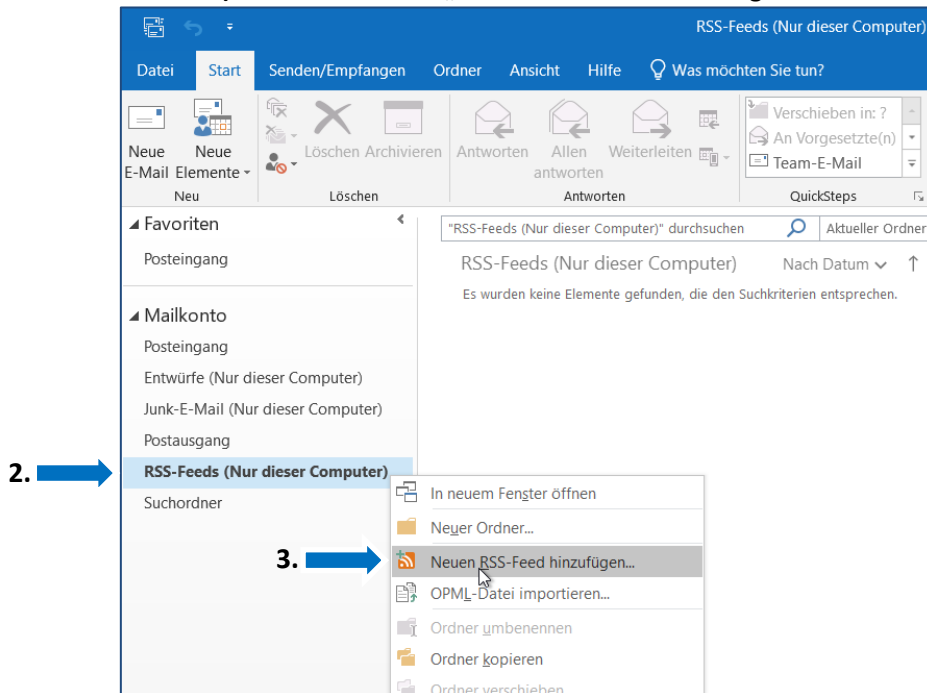 RSS-Feeds (Nur dieser Computer)
Datei Start Senden/Empfangen Ordner Ansicht Hilfe Was möchten Sie tun?
Neue E-Mail
Neue Elemente
Löschen Archivieren
Antworten Allen antworten Weiterleiten
Verschieben in: ?
An Vorgesetzte(n)
Team-E-Mail
Neu Löschen Antworten QuickSteps
Favoriten
Posteingang
"RSS-Feeds (Nur dieser Computer)" durchsuchen Aktueller Ordner
RSS-Feeds (Nur dieser Computer) Nach Datum ↑
Es wurden keine Elemente gefunden, die den Suchkriterien entsprechen.
Mailkonto
Posteingang
Entwürfe (Nur dieser Computer)
Junk-E-Mail (Nur dieser Computer)
Postausgang
2. RSS-Feeds (Nur dieser Computer)
Suchordner
In neuem Fenster öffnen
Neuer Ordner...
3. Neuen RSS-Feed hinzufügen...
OPML-Datei importieren...
Ordner umbenennen
Ordner kopieren
Ordner verschieben